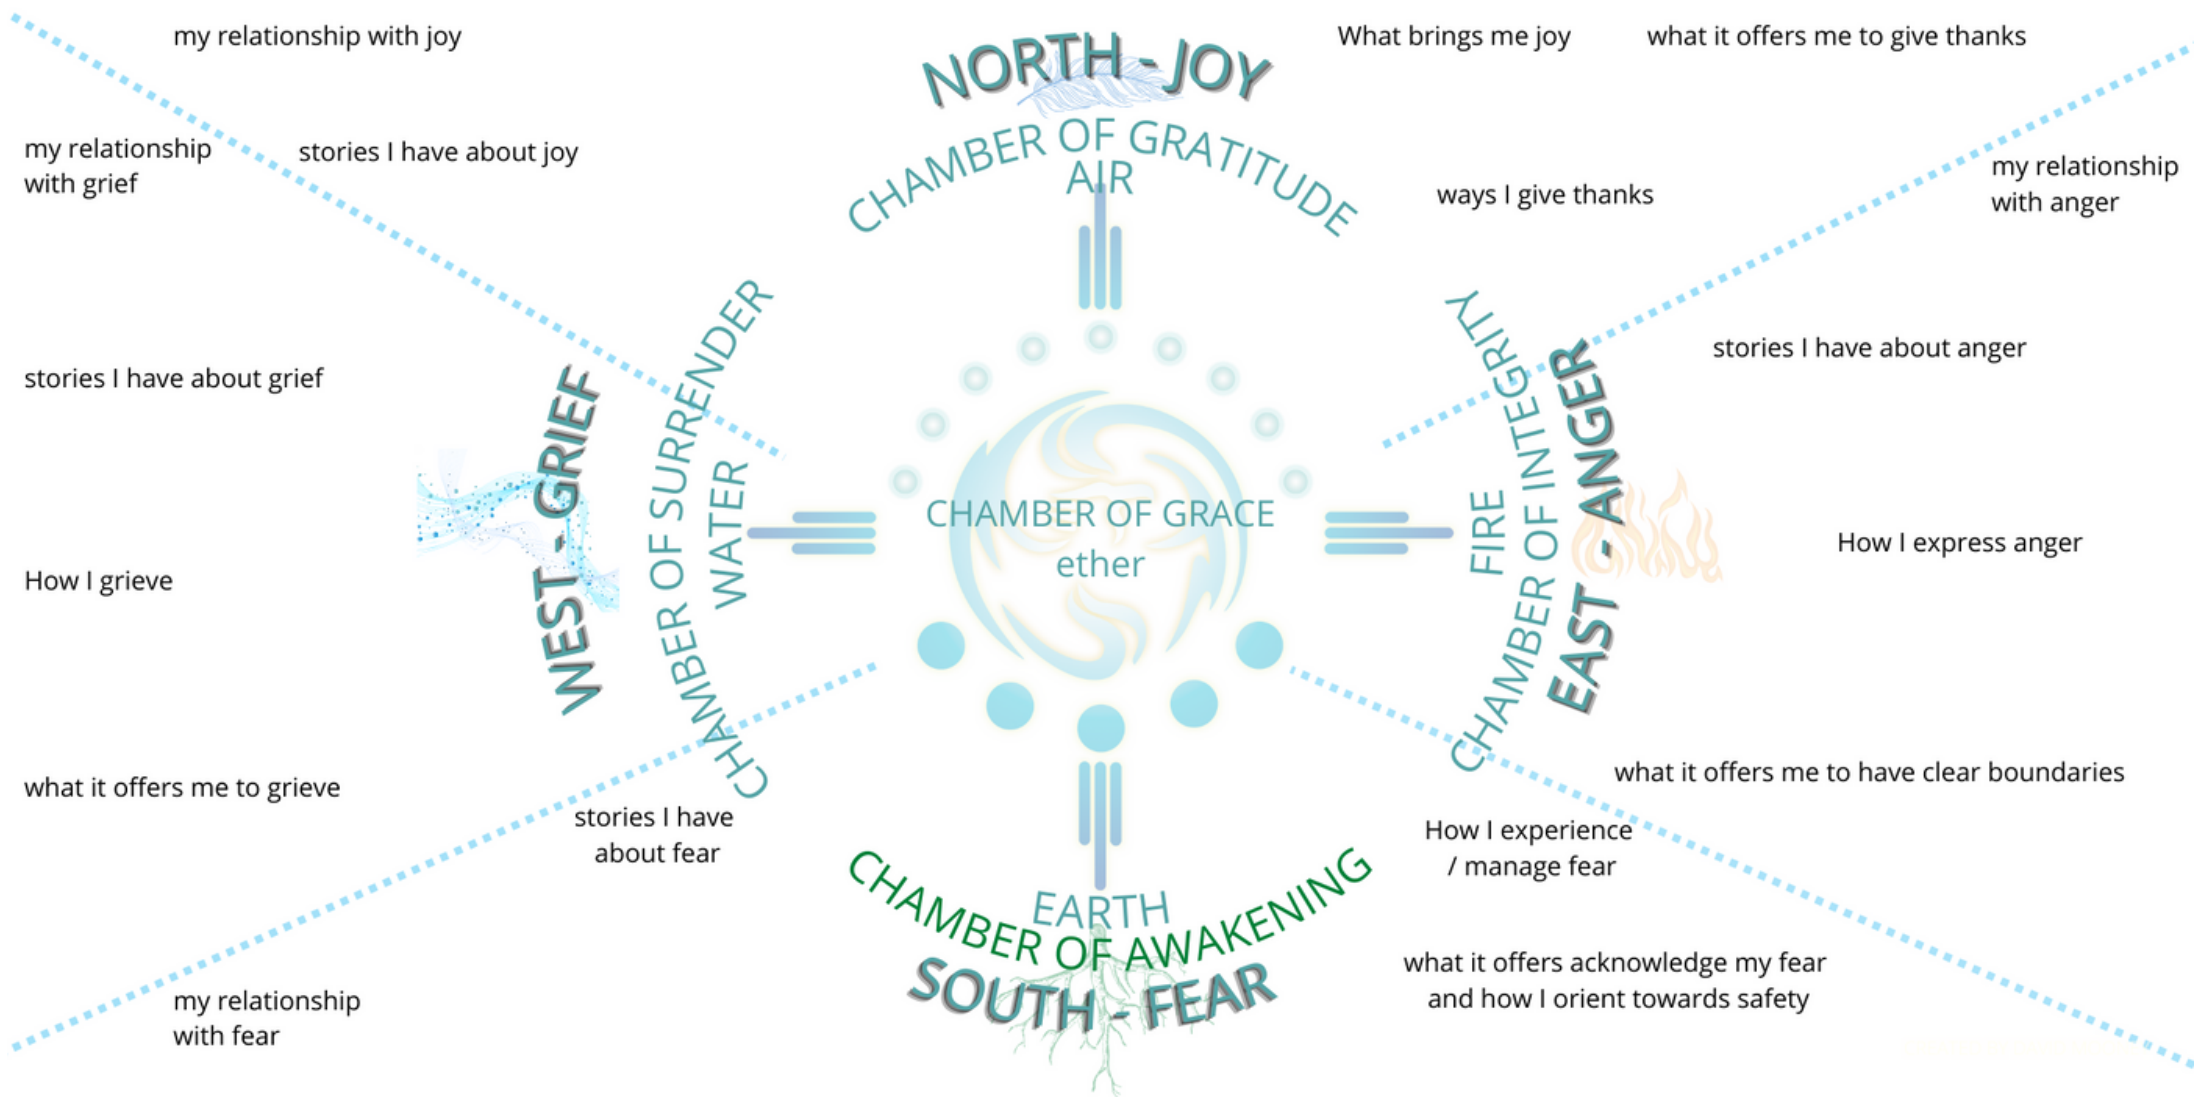 my relationship with joy
NORTH - JOY
What brings me joy
what it offers me to give thanks
CHAMBER OF GRATITUDE
AIR
my relationship
with grief
stories I have about joy
ways I give thanks
my relationship
with anger
stories I have about grief
WEST - GRIEF
CHAMBER OF SURRENDER
WATER
CHAMBER OF GRACE
ether
FIRE
CHAMBER OF INTEGRITY
EAST - ANGER
stories I have about anger
How I express anger
How I grieve
what it offers me to grieve
what it offers me to have clear boundaries
stories I have
about fear
How I experience
/ manage fear
EARTH
CHAMBER OF AWAKENING
SOUTH - FEAR
what it offers acknowledge my fear
and how I orient towards safety
my relationship
with fear